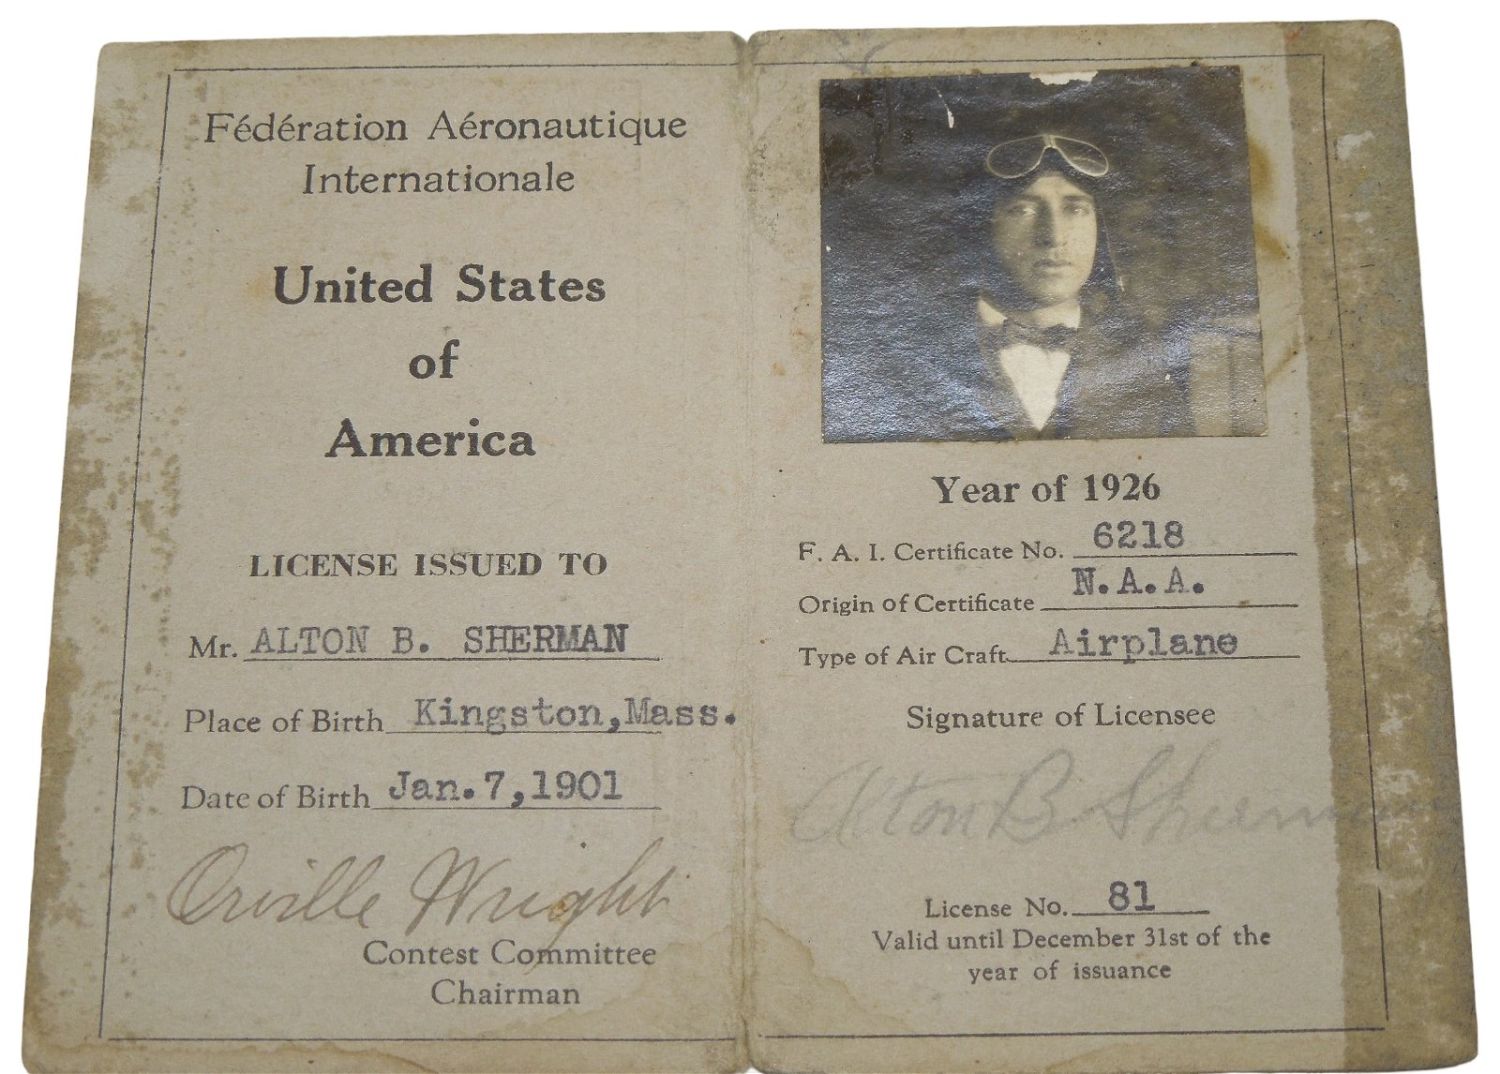 Fédération Aéronautique
Internationale
United States
of
America
LICENSE ISSUED TO
Mr. ALTON B. SHERMAN
Place of Birth Kingston,Mass.
Date of Birth Jan.7,1901
Orville Wright
Contest Committee
Chairman
Year of 1926
F. A. I. Certificate No. 6218
Origin of Certificate N.A.A.
Type of Air Craft Airplane
Signature of Licensee
Alton B Sherman
License No. 81
Valid until December 31st of the
year of issuance